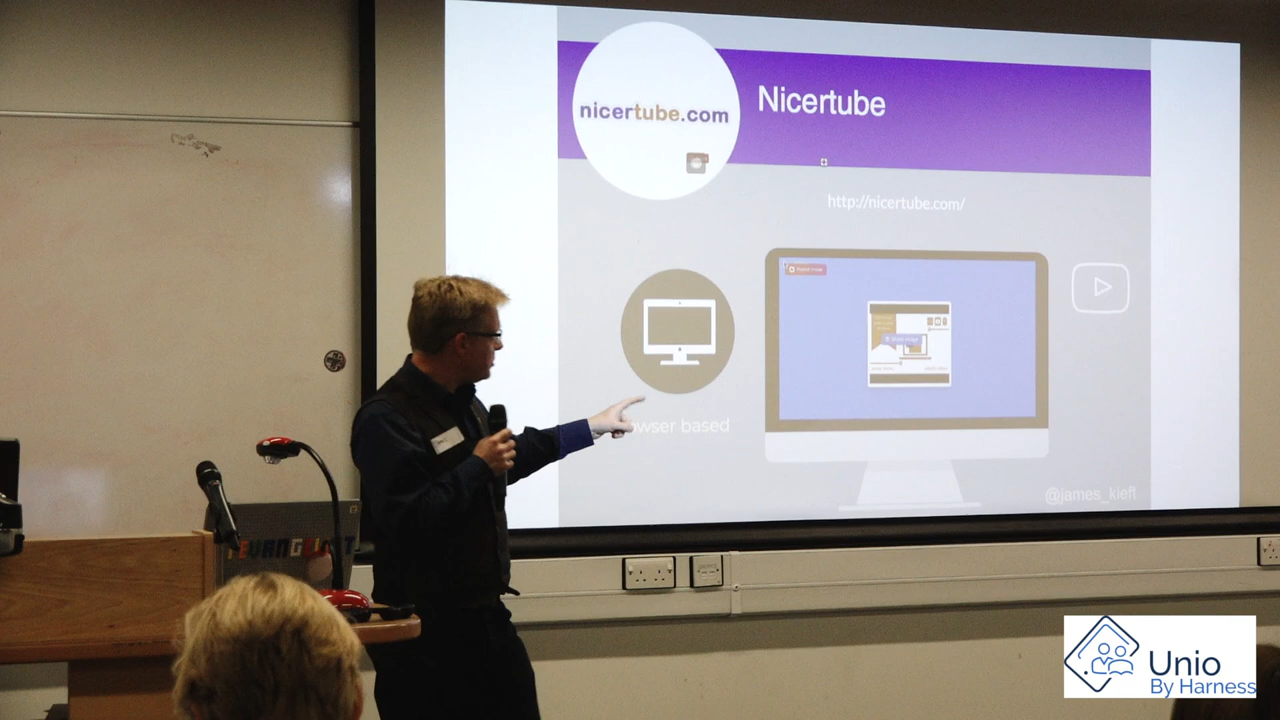 nicertube.com
Nicertube
http://nicertube.com/
owser based
@james_kieft
Unio
By Harness